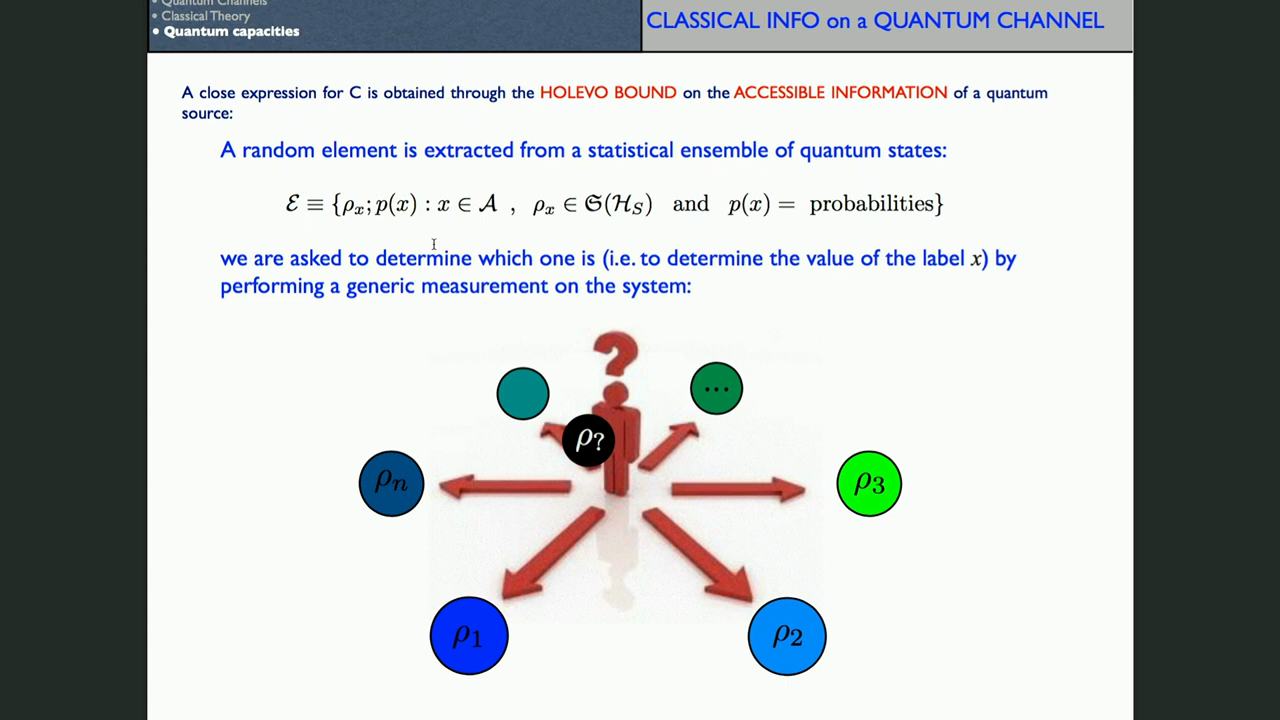 • Quantum Channels
• Classical Theory
• Quantum capacities
CLASSICAL INFO on a QUANTUM CHANNEL
A close expression for C is obtained through the HOLEVO BOUND on the ACCESSIBLE INFORMATION of a quantum
source:
A random element is extracted from a statistical ensemble of quantum states:
ℰ ≡ {ρₓ; p(x) : x ∈ 𝒜 , ρₓ ∈ 𝔖(ℋ_S) and p(x) = probabilities}
we are asked to determine which one is (i.e. to determine the value of the label x) by
performing a generic measurement on the system:
?
...
ρ?
ρn
ρ3
ρ1
ρ2